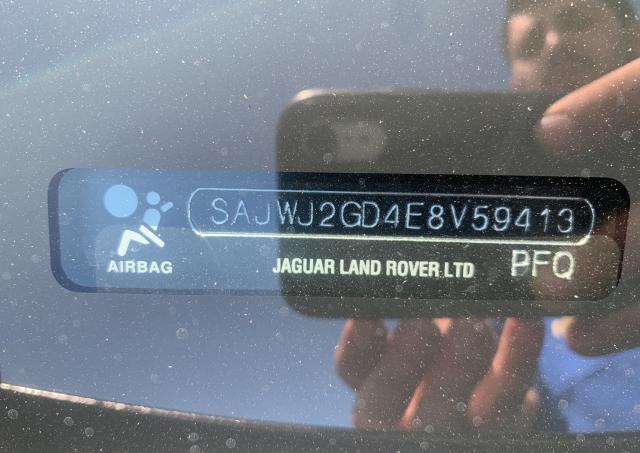 SAJWJ2GD4E8V59413
AIRBAG JAGUAR LAND ROVER LTD PFQ